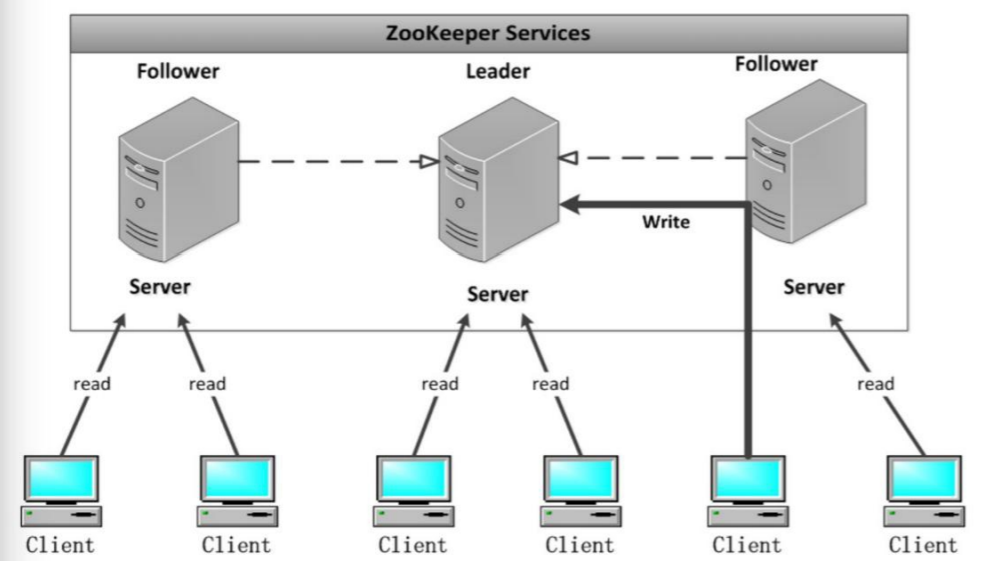 ZooKeeper Services
Follower
Leader
Follower
Write
Server
Server
Server
read
read
read
read
read
Client
Client
Client
Client
Client
Client